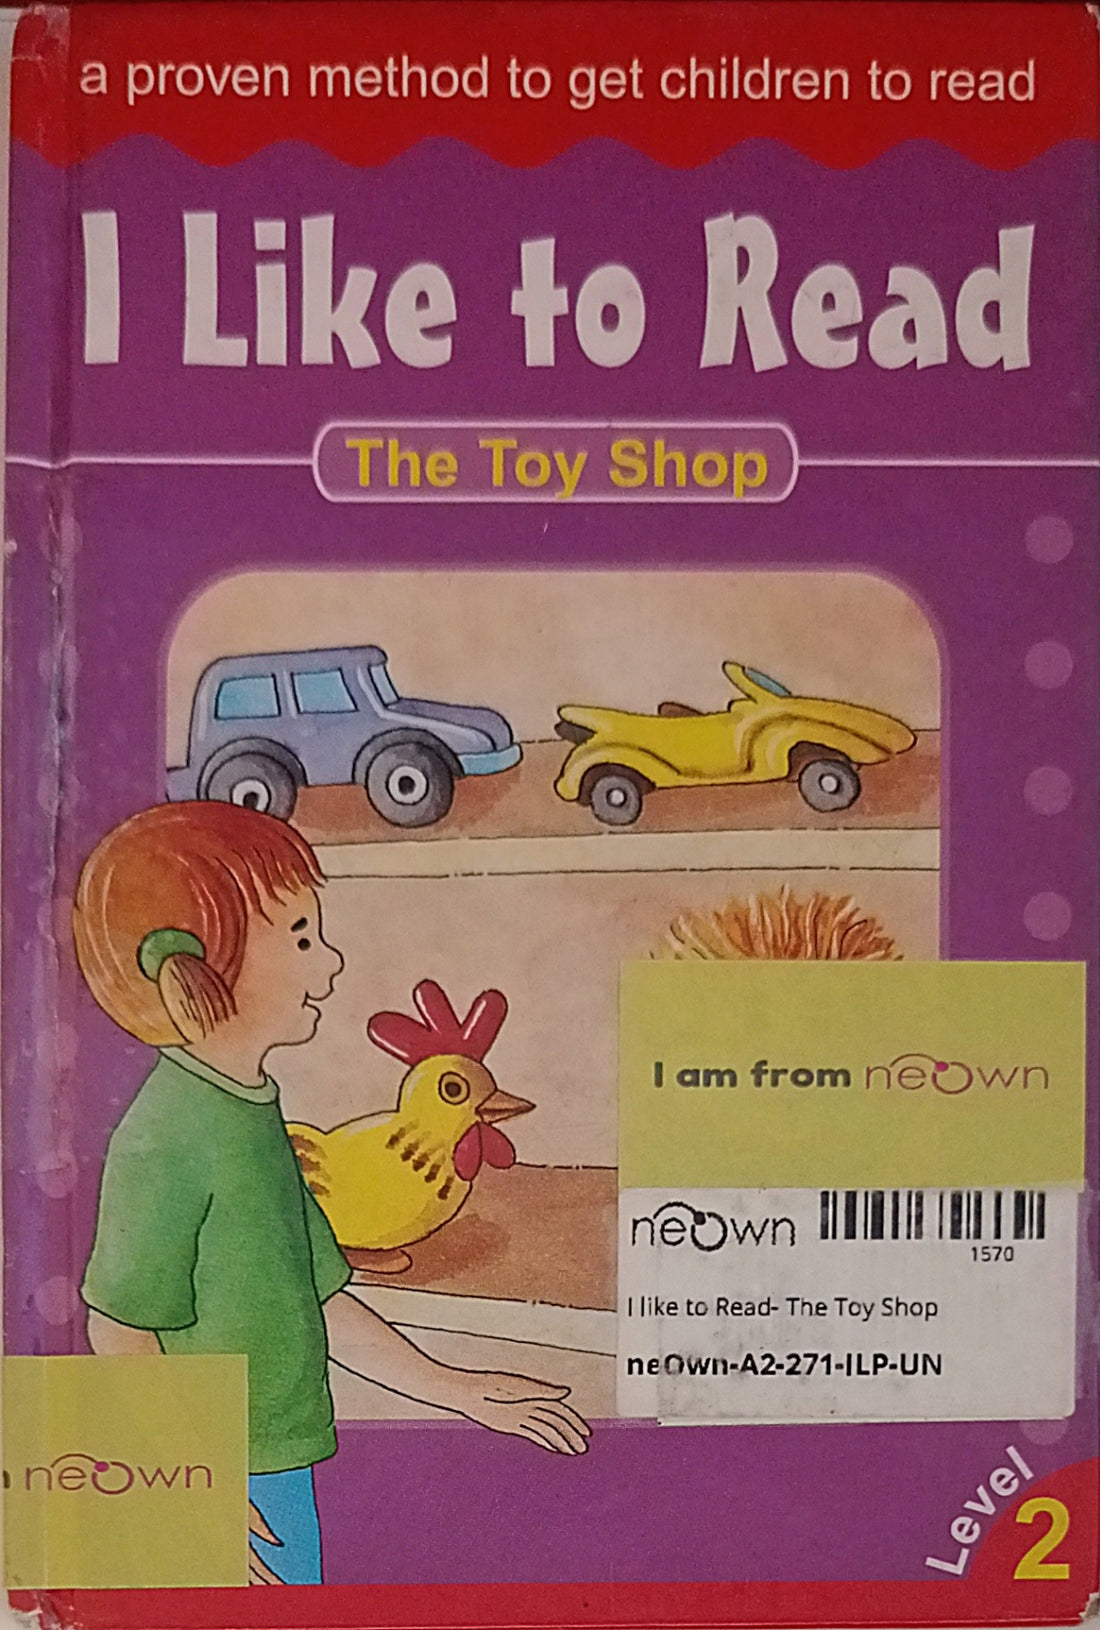 a proven method to get children to read
I Like to Read
The Toy Shop
I am from neOwn
neOwn
1570
I like to Read- The Toy Shop
neOwn-A2-271-ILP-UN
neOwn
Level
2